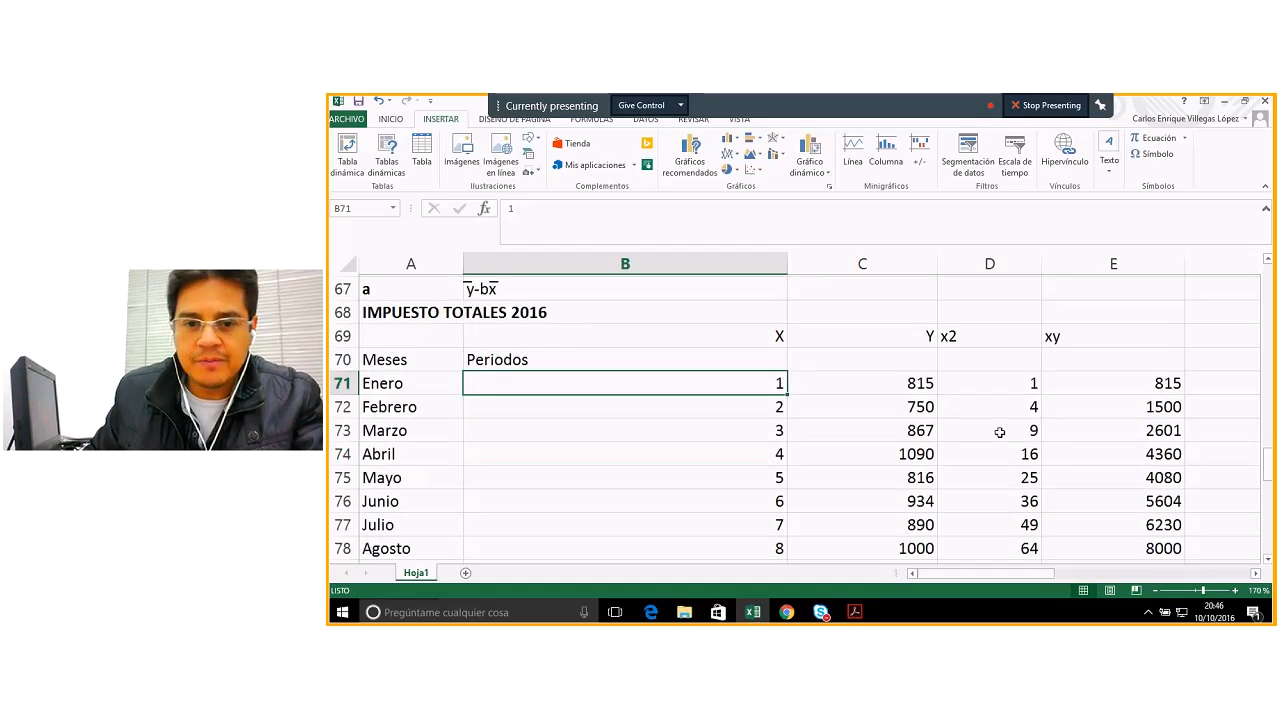 Currently presenting
Give Control
Stop Presenting
ARCHIVO INICIO INSERTAR DISEÑO DE PÁGINA FÓRMULAS DATOS REVISAR VISTA
Carlos Enrique Villegas López
Tabla dinámica
Tablas dinámicas
Tabla
Imágenes
Imágenes en línea
Tienda
Mis aplicaciones
Gráficos recomendados
Gráfico dinámico
Línea
Columna
+/-
Segmentación de datos
Escala de tiempo
Hipervínculo
Texto
Ecuación
Símbolo
Tablas
Ilustraciones
Complementos
Gráficos
Minigráficos
Filtros
Vínculos
Símbolos
B71
fx
1
A B C D E
67 a y̅-bx̅
68 IMPUESTO TOTALES 2016
69 X Y x2 xy
70 Meses Periodos
71 Enero 1 815 1 815
72 Febrero 2 750 4 1500
73 Marzo 3 867 9 2601
74 Abril 4 1090 16 4360
75 Mayo 5 816 25 4080
76 Junio 6 934 36 5604
77 Julio 7 890 49 6230
78 Agosto 8 1000 64 8000
Hoja1
LISTO
170 %
Pregúntame cualquier cosa
20:46
10/10/2016